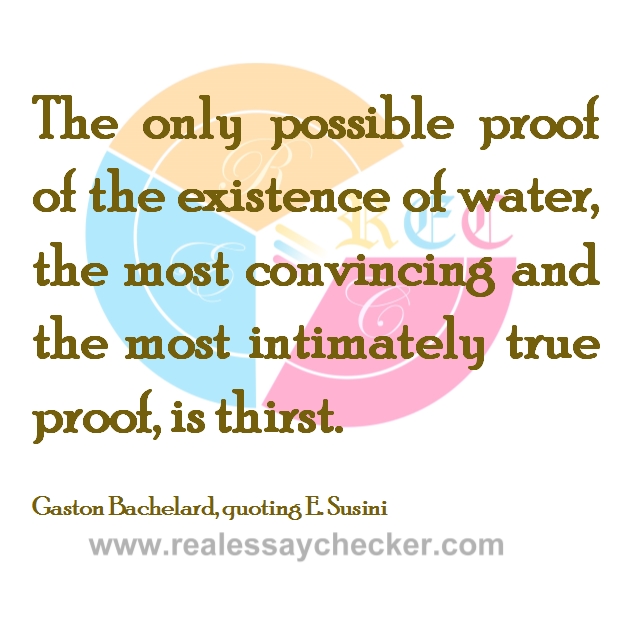 The only possible proof
of the existence of water,
the most convincing and
the most intimately true
proof, is thirst.
R E C
R
E
C
Gaston Bachelard, quoting E. Susini
www.realessaychecker.com